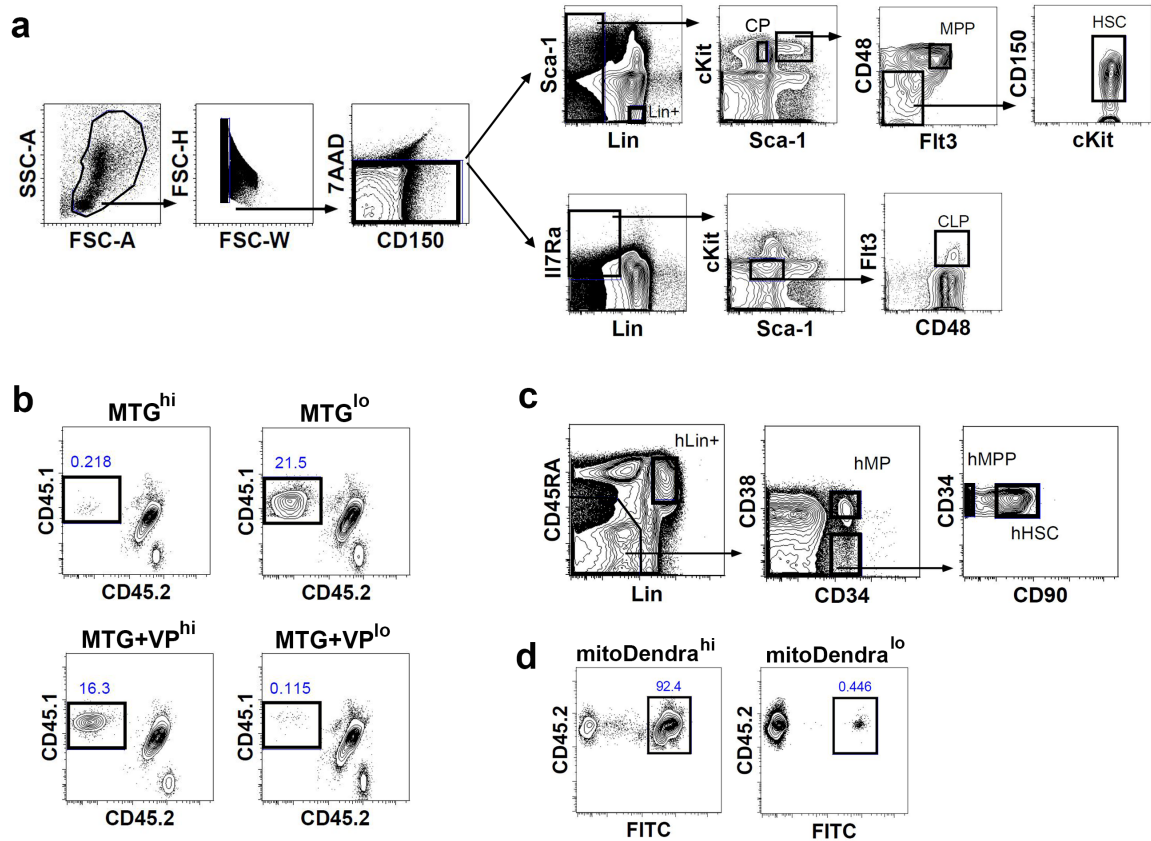 a
SSC-A
FSC-A
FSC-H
FSC-W
7AAD
CD150
Sca-1
Lin+
Lin
cKit
CP
Sca-1
CD48
MPP
Flt3
CD150
HSC
cKit
Il7Ra
Lin
cKit
Sca-1
Flt3
CLP
CD48
b
MTGhi
0.218
CD45.1
CD45.2
MTGlo
21.5
CD45.1
CD45.2
MTG+VPhi
16.3
CD45.1
CD45.2
MTG+VPlo
0.115
CD45.1
CD45.2
c
hLin+
CD45RA
Lin
hMP
CD38
CD34
hMPP
CD34
hHSC
CD90
d
mitoDendrahi
92.4
CD45.2
FITC
mitoDendralo
0.446
CD45.2
FITC